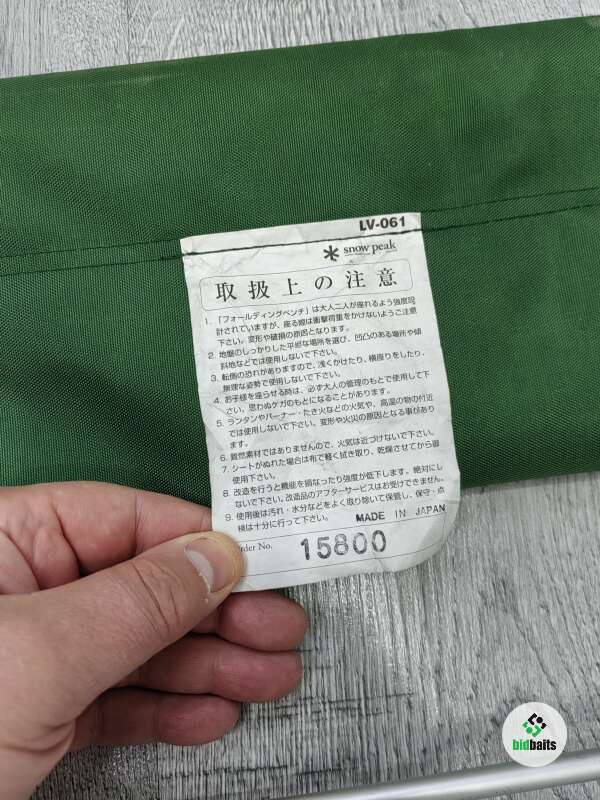 LV-061
snow peak
取扱上の注意
1. 「フォールディングベンチ」は大人二人が座れるよう強度設
計されていますが、座る際は衝撃荷重をかけないようご注意
下さい。変形や破損の原因となります。
2. 地盤のしっかりした平坦な場所を選び、凹凸のある場所や傾
斜地などでは使用しないで下さい。
3. 転倒の恐れがありますので、浅くかけたり、横座りをしたり、
無理な姿勢で使用しないで下さい。
4. お子様を座らせる時は、必ず大人の管理のもとで使用して下
さい。思わぬケガのもとになることがあります。
5. ランタンやバーナー・たき火などの火気や、高温の物の付近
では使用しないで下さい。変形や火災の原因となる事があり
ます。
6. 難燃素材ではありませんので、火気は近づけないで下さい。
7. シートがぬれた場合は布で軽く拭き取り、乾燥させてから御
使用下さい。
8. 改造を行うと機能を損なったり強度が低下します。絶対にし
ないで下さい。改造品のアフターサービスはお受けできません。
9. 使用後は汚れ・水分などをよく取り除いて保管し、保守・点
検は十分に行って下さい。
MADE IN JAPAN
rder No.
15800
bidbaits